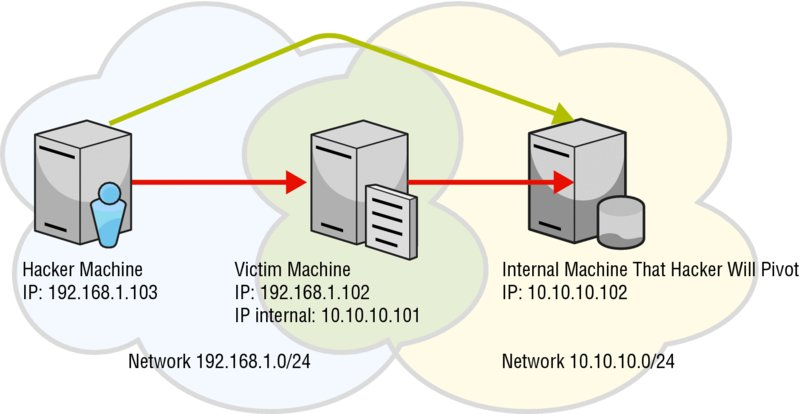 Hacker Machine
IP: 192.168.1.103
Victim Machine
IP: 192.168.1.102
IP internal: 10.10.10.101
Internal Machine That Hacker Will Pivot
IP: 10.10.10.102
Network 192.168.1.0/24
Network 10.10.10.0/24